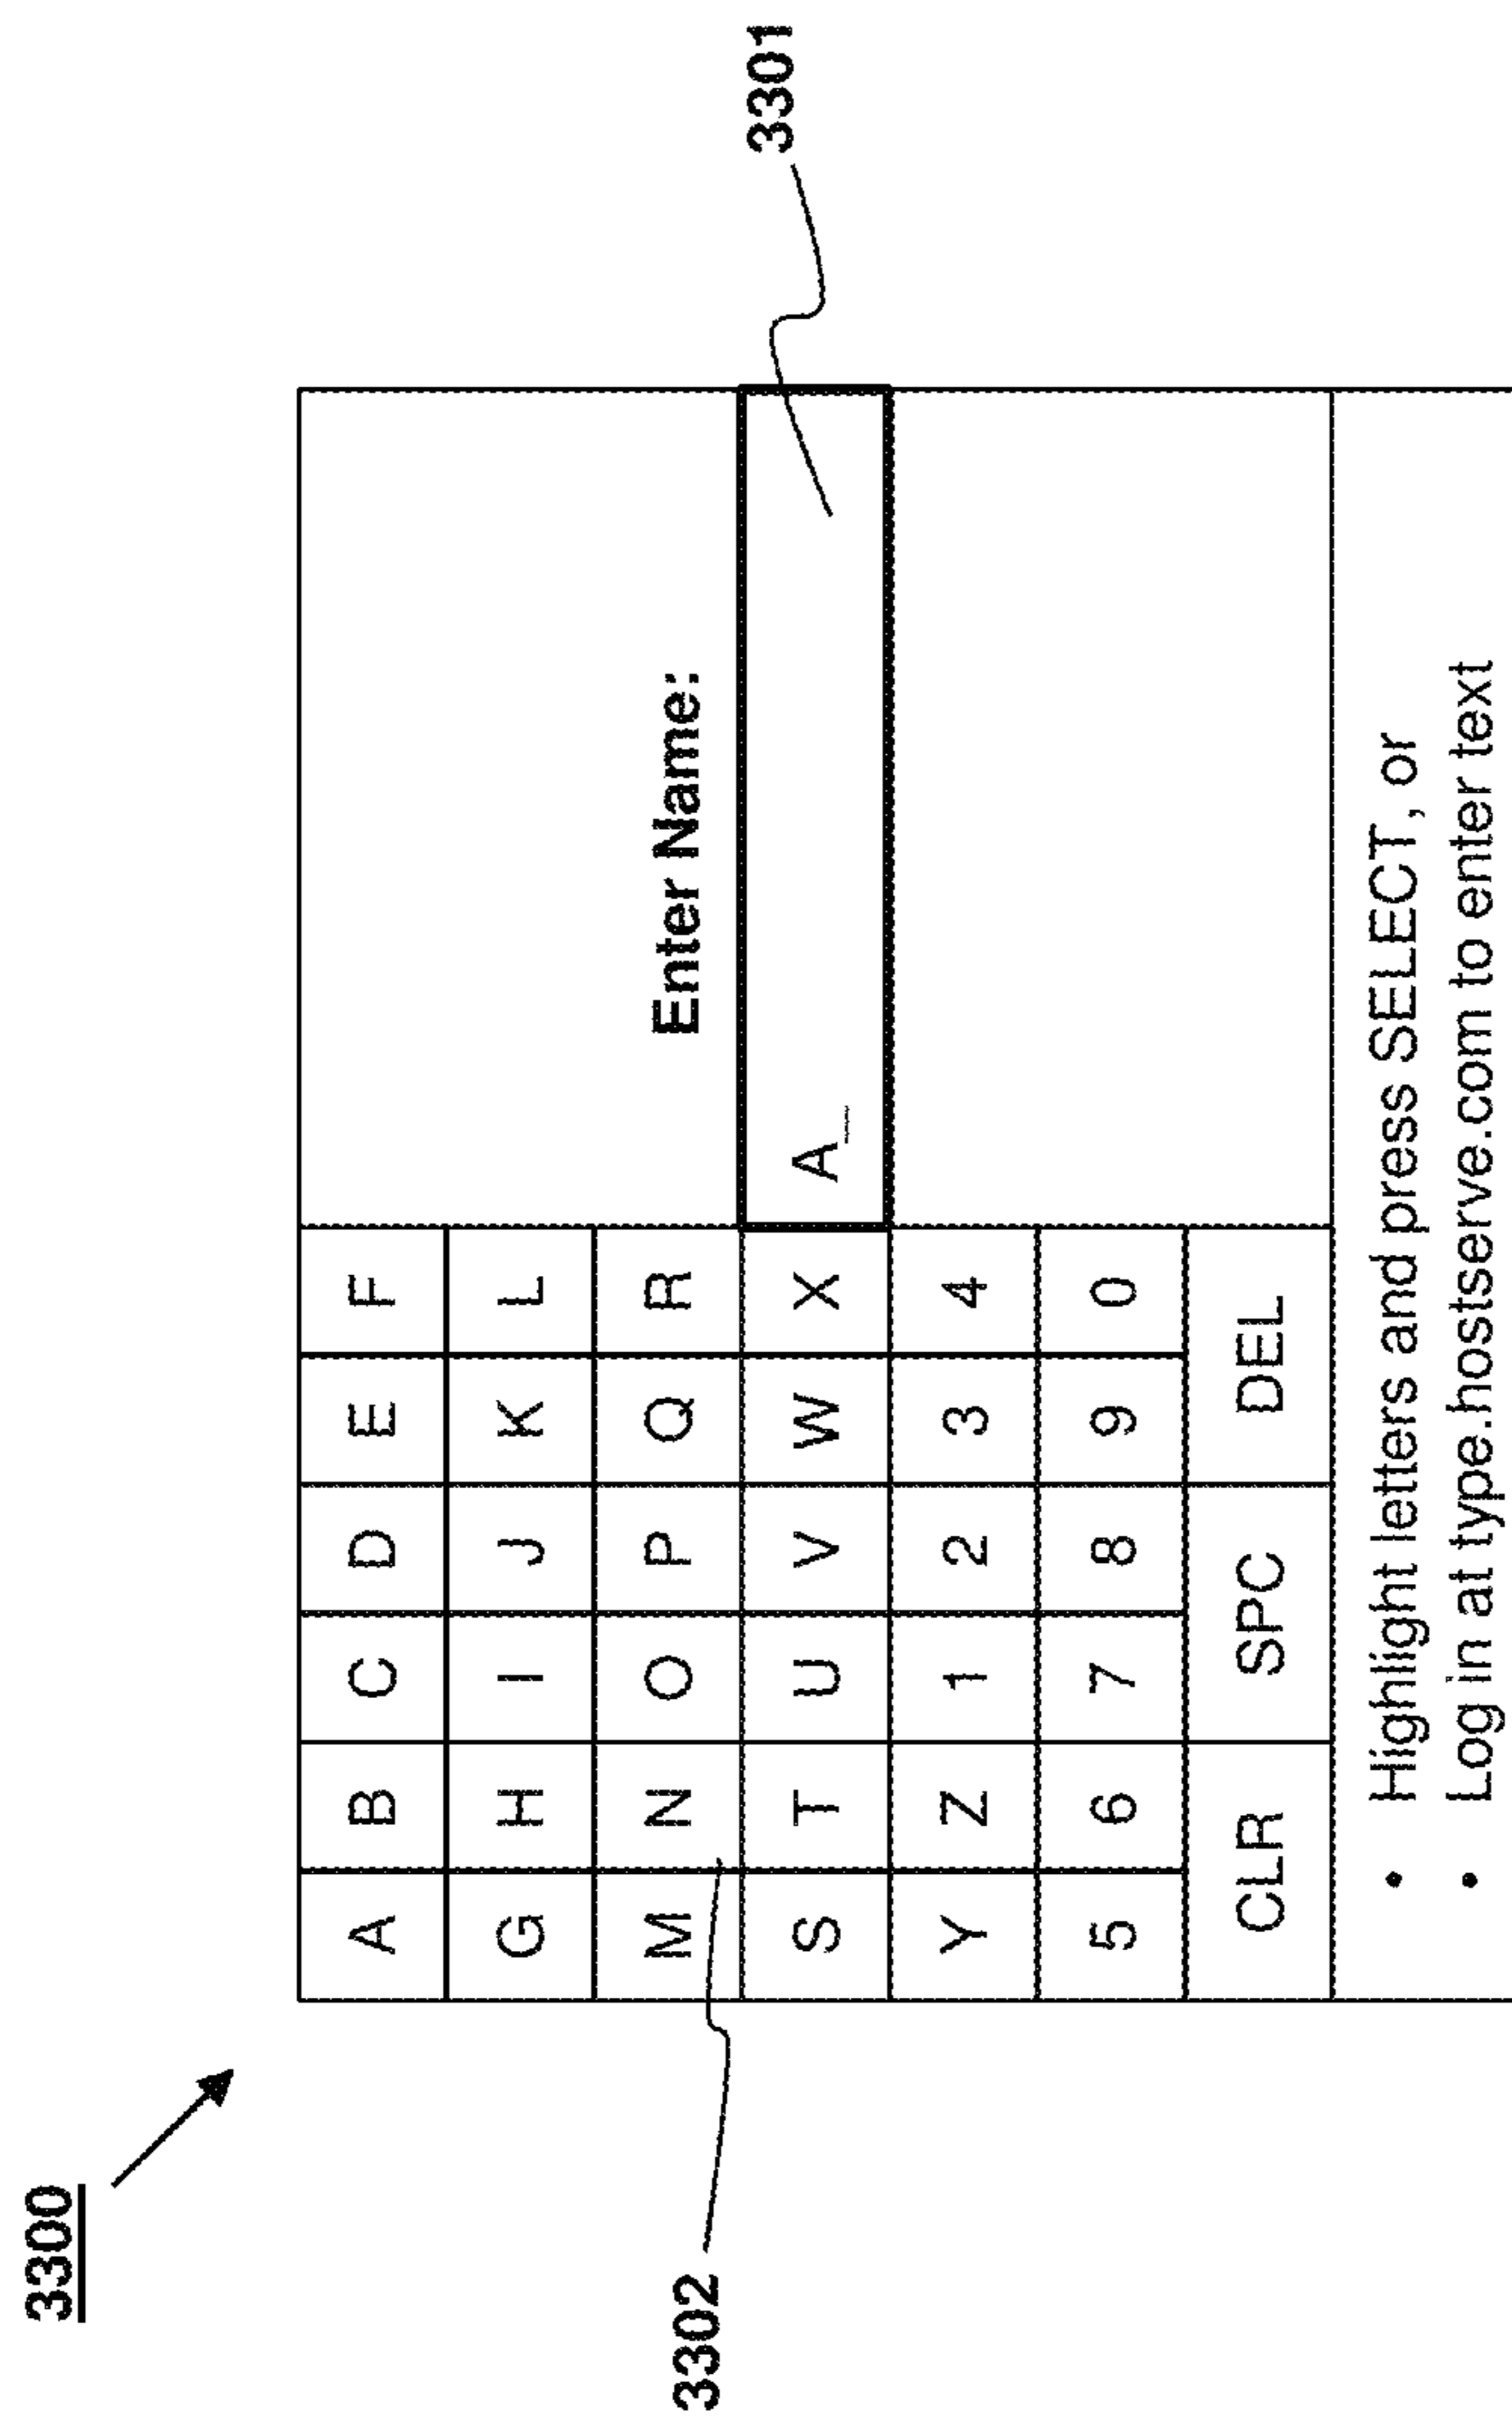 3300
A B C D E F
G H I J K L
M N O P Q R
Enter Name:
S T U V W X
A_
3301
3302
Y Z 1 2 3 4
5 6 7 8 9 0
CLR SPC DEL
• Highlight letters and press SELECT, or
• Log in at type.hostserve.com to enter text